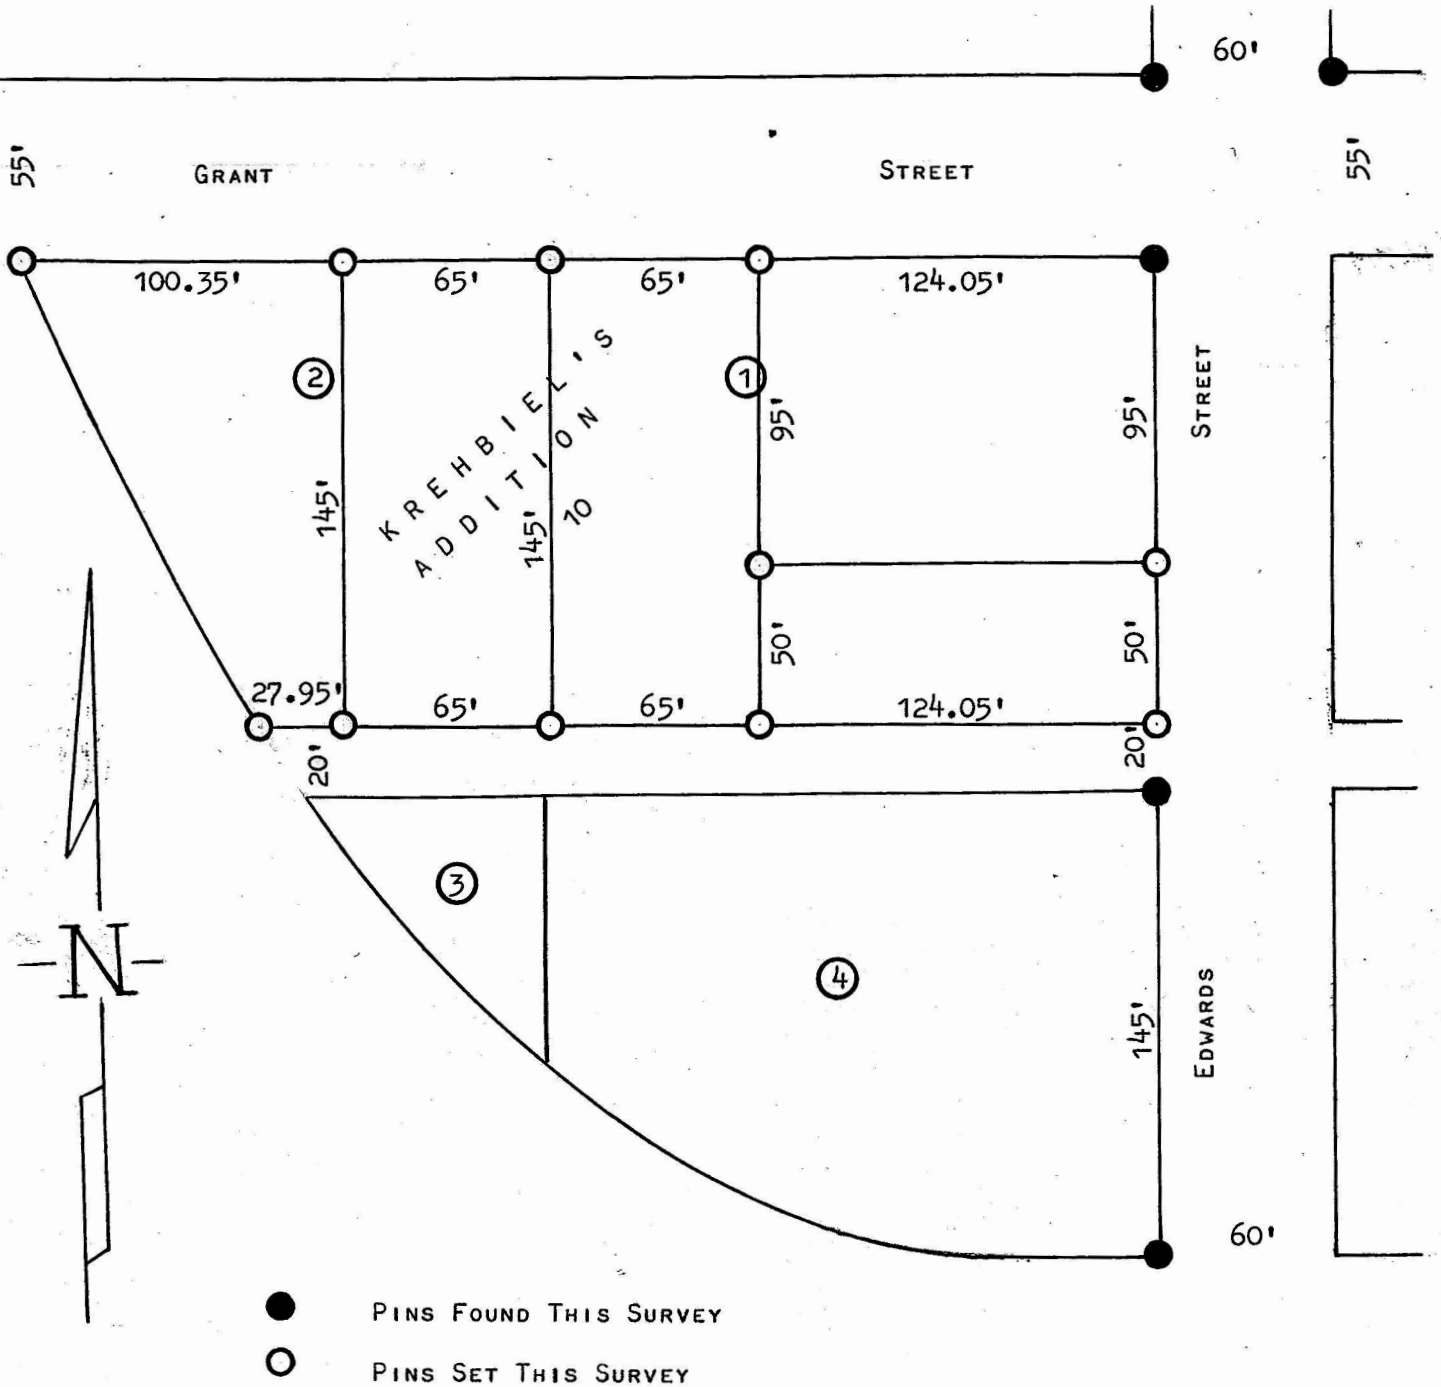 60'
55'
GRANT
STREET
55'
100.35'
65'
65'
124.05'
2
1
KREHBIEL'S
ADDITION
10
145'
145'
95'
95'
STREET
50'
50'
27.95'
65'
65'
124.05'
20'
20'
3
4
145'
EDWARDS
N
60'
PINS FOUND THIS SURVEY
PINS SET THIS SURVEY